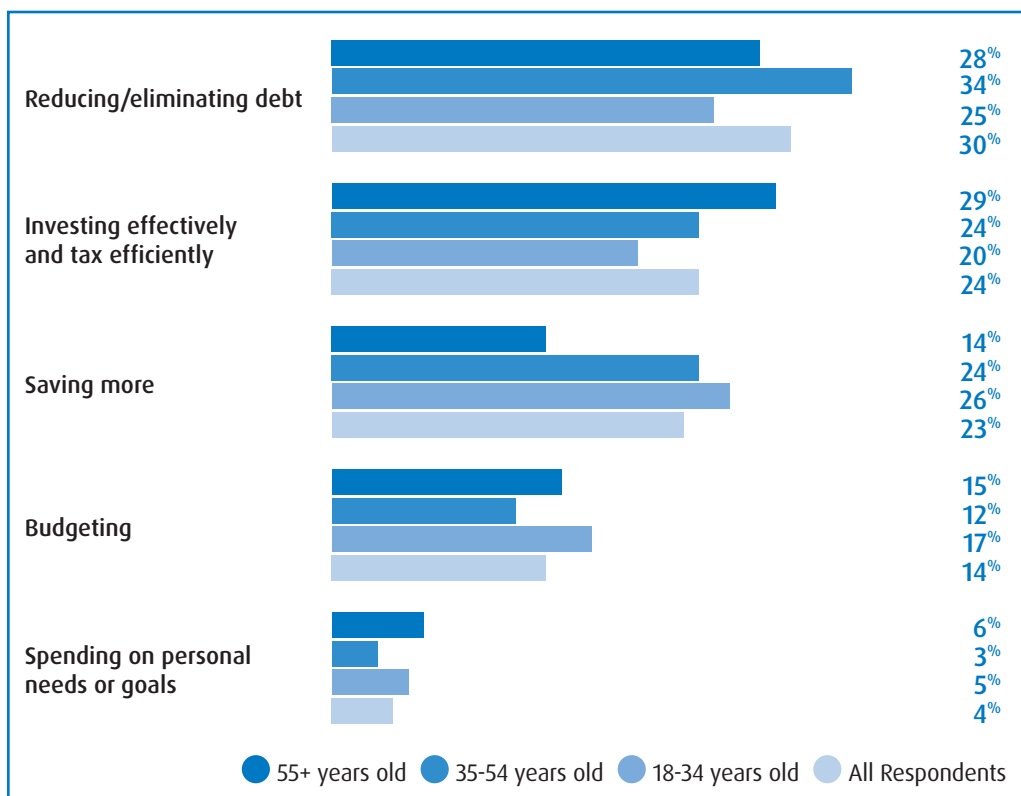 28%
34%
Reducing/eliminating debt
25%
30%
29%
Investing effectively
and tax efficiently
24%
20%
24%
14%
24%
Saving more
26%
23%
15%
12%
Budgeting
17%
14%
6%
Spending on personal
needs or goals
3%
5%
4%
55+ years old 35-54 years old 18-34 years old All Respondents